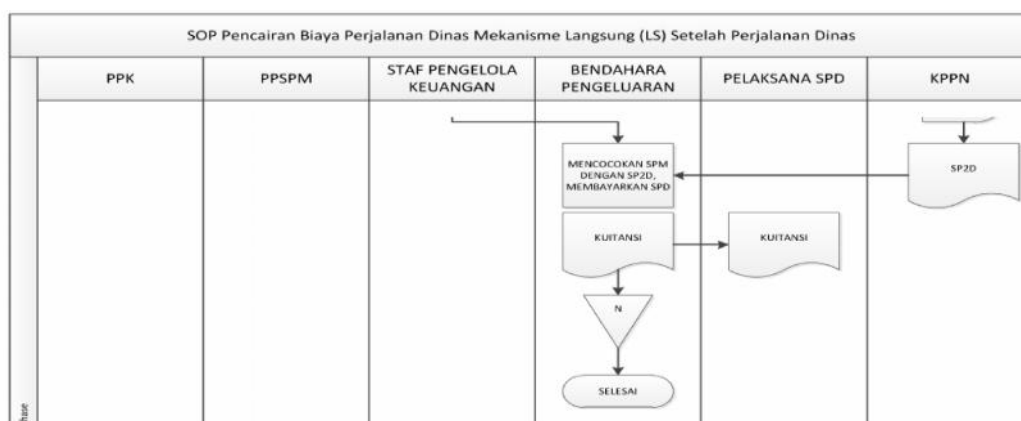 SOP Pencairan Biaya Perjalanan Dinas Mekanisme Langsung (LS) Setelah Perjalanan Dinas
PPK
PPSPM
STAF PENGELOLA
KEUANGAN
BENDAHARA
PENGELUARAN
PELAKSANA SPD
KPPN
MENCOCOKAN SPM
DENGAN SP2D,
MEMBAYARKAN SPD
SP2D
KUITANSI
KUITANSI
N
SELESAI
hase